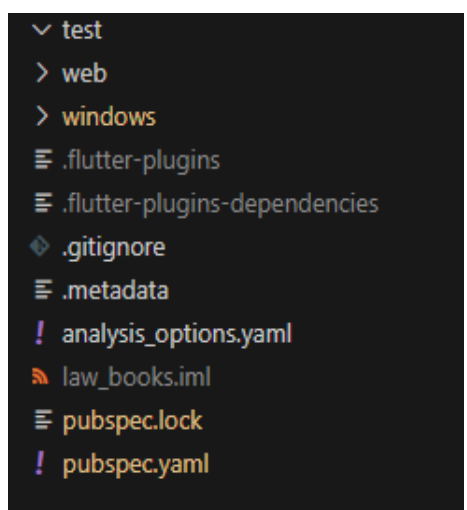 test
web
windows
.flutter-plugins
.flutter-plugins-dependencies
.gitignore
.metadata
analysis_options.yaml
law_books.iml
pubspec.lock
pubspec.yaml